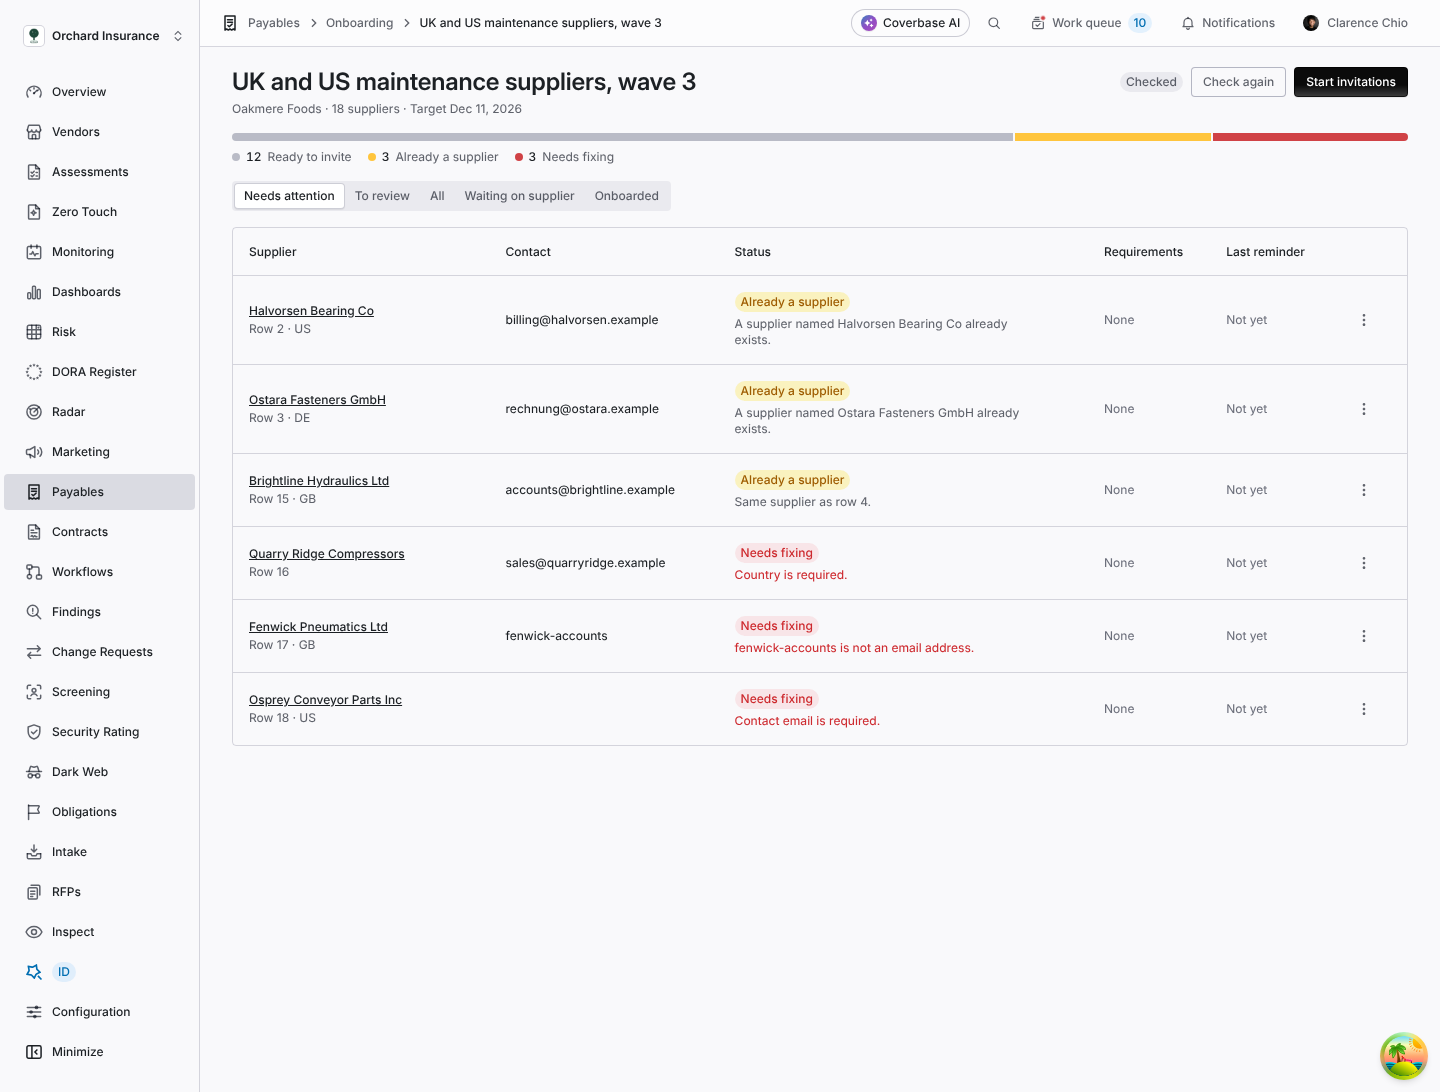 Orchard Insurance
Overview
Vendors
Assessments
Zero Touch
Monitoring
Dashboards
Risk
DORA Register
Radar
Marketing
Payables
Contracts
Workflows
Findings
Change Requests
Screening
Security Rating
Dark Web
Obligations
Intake
RFPs
Inspect
ID
Configuration
Minimize
Payables > Onboarding > UK and US maintenance suppliers, wave 3
Coverbase AI
Work queue 10
Notifications
Clarence Chio
UK and US maintenance suppliers, wave 3
Oakmere Foods · 18 suppliers · Target Dec 11, 2026
Checked
Check again
Start invitations
12 Ready to invite 3 Already a supplier 3 Needs fixing
Needs attention To review All Waiting on supplier Onboarded
Supplier Contact Status Requirements Last reminder
Halvorsen Bearing Co
Row 2 · US
billing@halvorsen.example
Already a supplier
A supplier named Halvorsen Bearing Co already
exists.
None
Not yet
Ostara Fasteners GmbH
Row 3 · DE
rechnung@ostara.example
Already a supplier
A supplier named Ostara Fasteners GmbH already
exists.
None
Not yet
Brightline Hydraulics Ltd
Row 15 · GB
accounts@brightline.example
Already a supplier
Same supplier as row 4.
None
Not yet
Quarry Ridge Compressors
Row 16
sales@quarryridge.example
Needs fixing
Country is required.
None
Not yet
Fenwick Pneumatics Ltd
Row 17 · GB
fenwick-accounts
Needs fixing
fenwick-accounts is not an email address.
None
Not yet
Osprey Conveyor Parts Inc
Row 18 · US
Needs fixing
Contact email is required.
None
Not yet